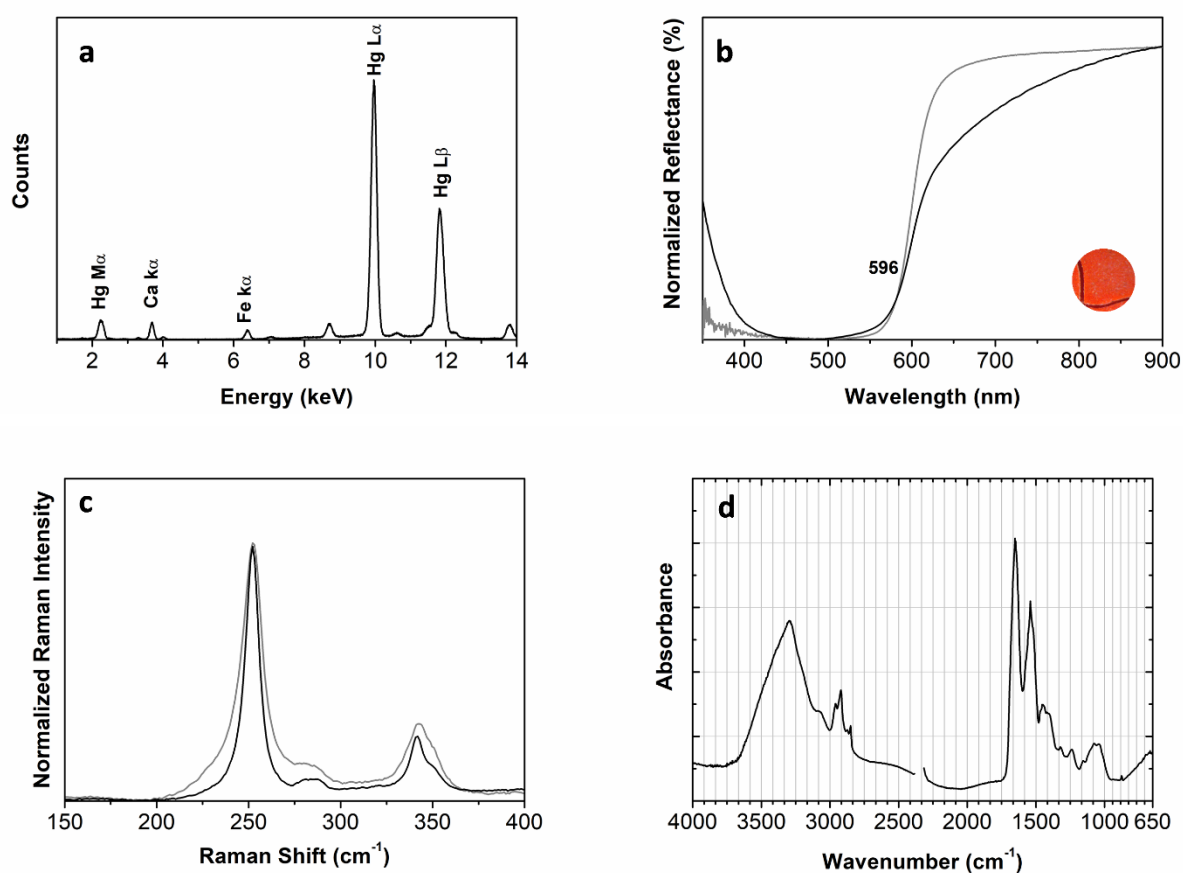 a
Counts
Hg Mα
Ca kα
Fe kα
Hg Lα
Hg Lβ
2 4 6 8 10 12 14
Energy (keV)
b
Normalized Reflectance (%)
596
400 500 600 700 800 900
Wavelength (nm)
c
Normalized Raman Intensity
150 200 250 300 350 400
Raman Shift (cm-1)
d
Absorbance
4000 3500 3000 2500 2000 1500 1000 650
Wavenumber (cm-1)